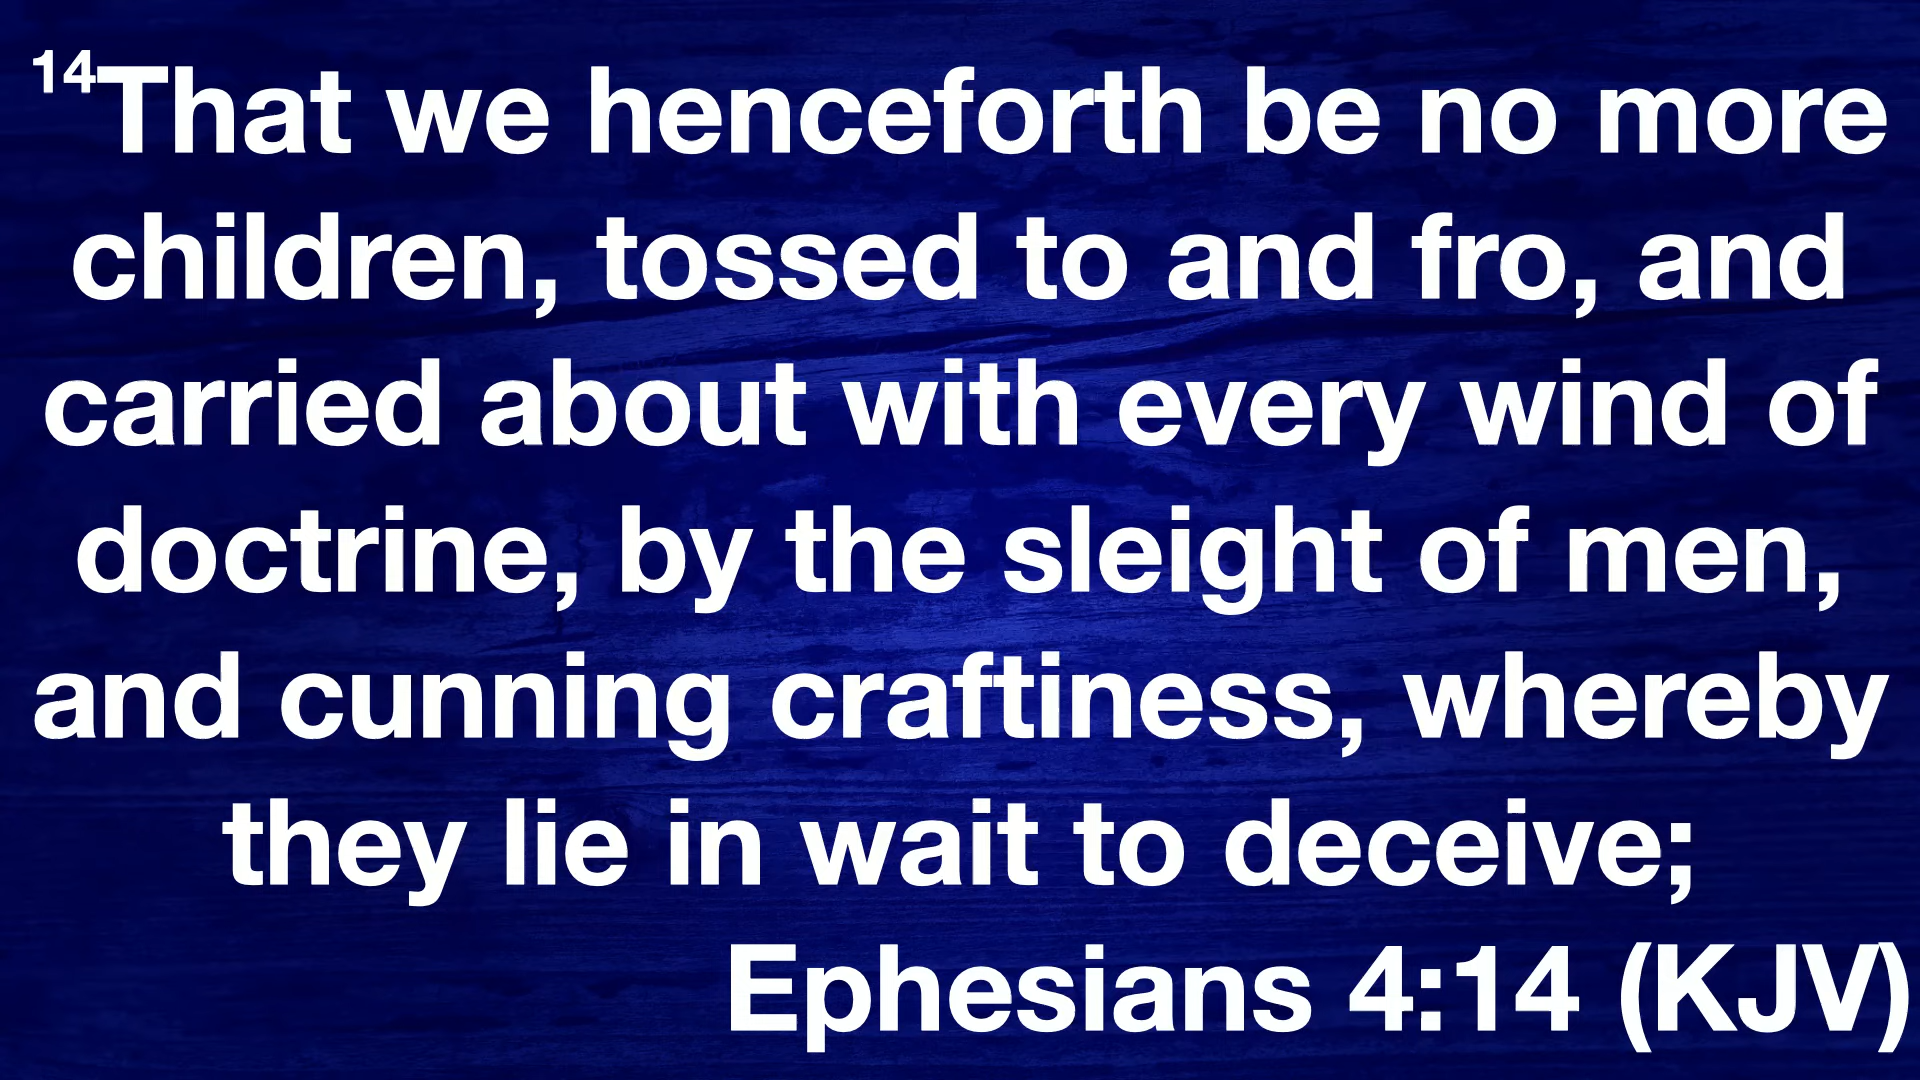 14That we henceforth be no more
children, tossed to and fro, and
carried about with every wind of
doctrine, by the sleight of men,
and cunning craftiness, whereby
they lie in wait to deceive;
Ephesians 4:14 (KJV)